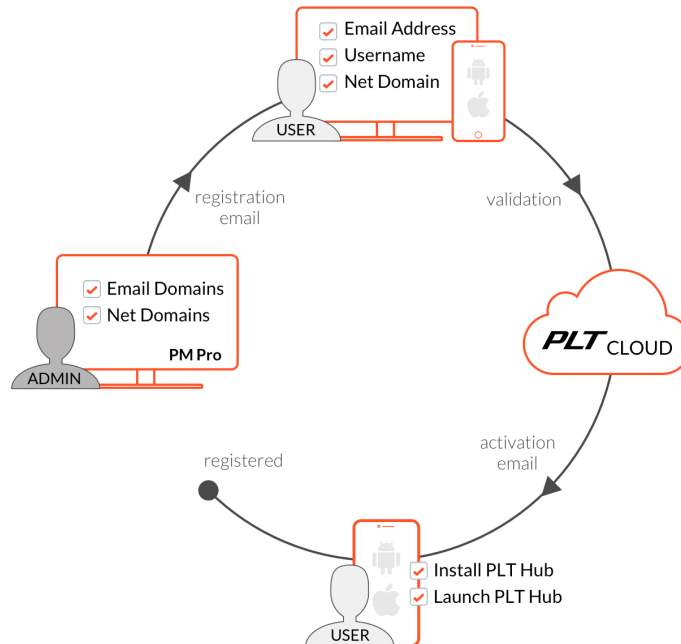 Email Address
Username
Net Domain
USER
registration
email
validation
Email Domains
Net Domains
PM Pro
ADMIN
PLT CLOUD
activation
email
registered
Install PLT Hub
Launch PLT Hub
USER